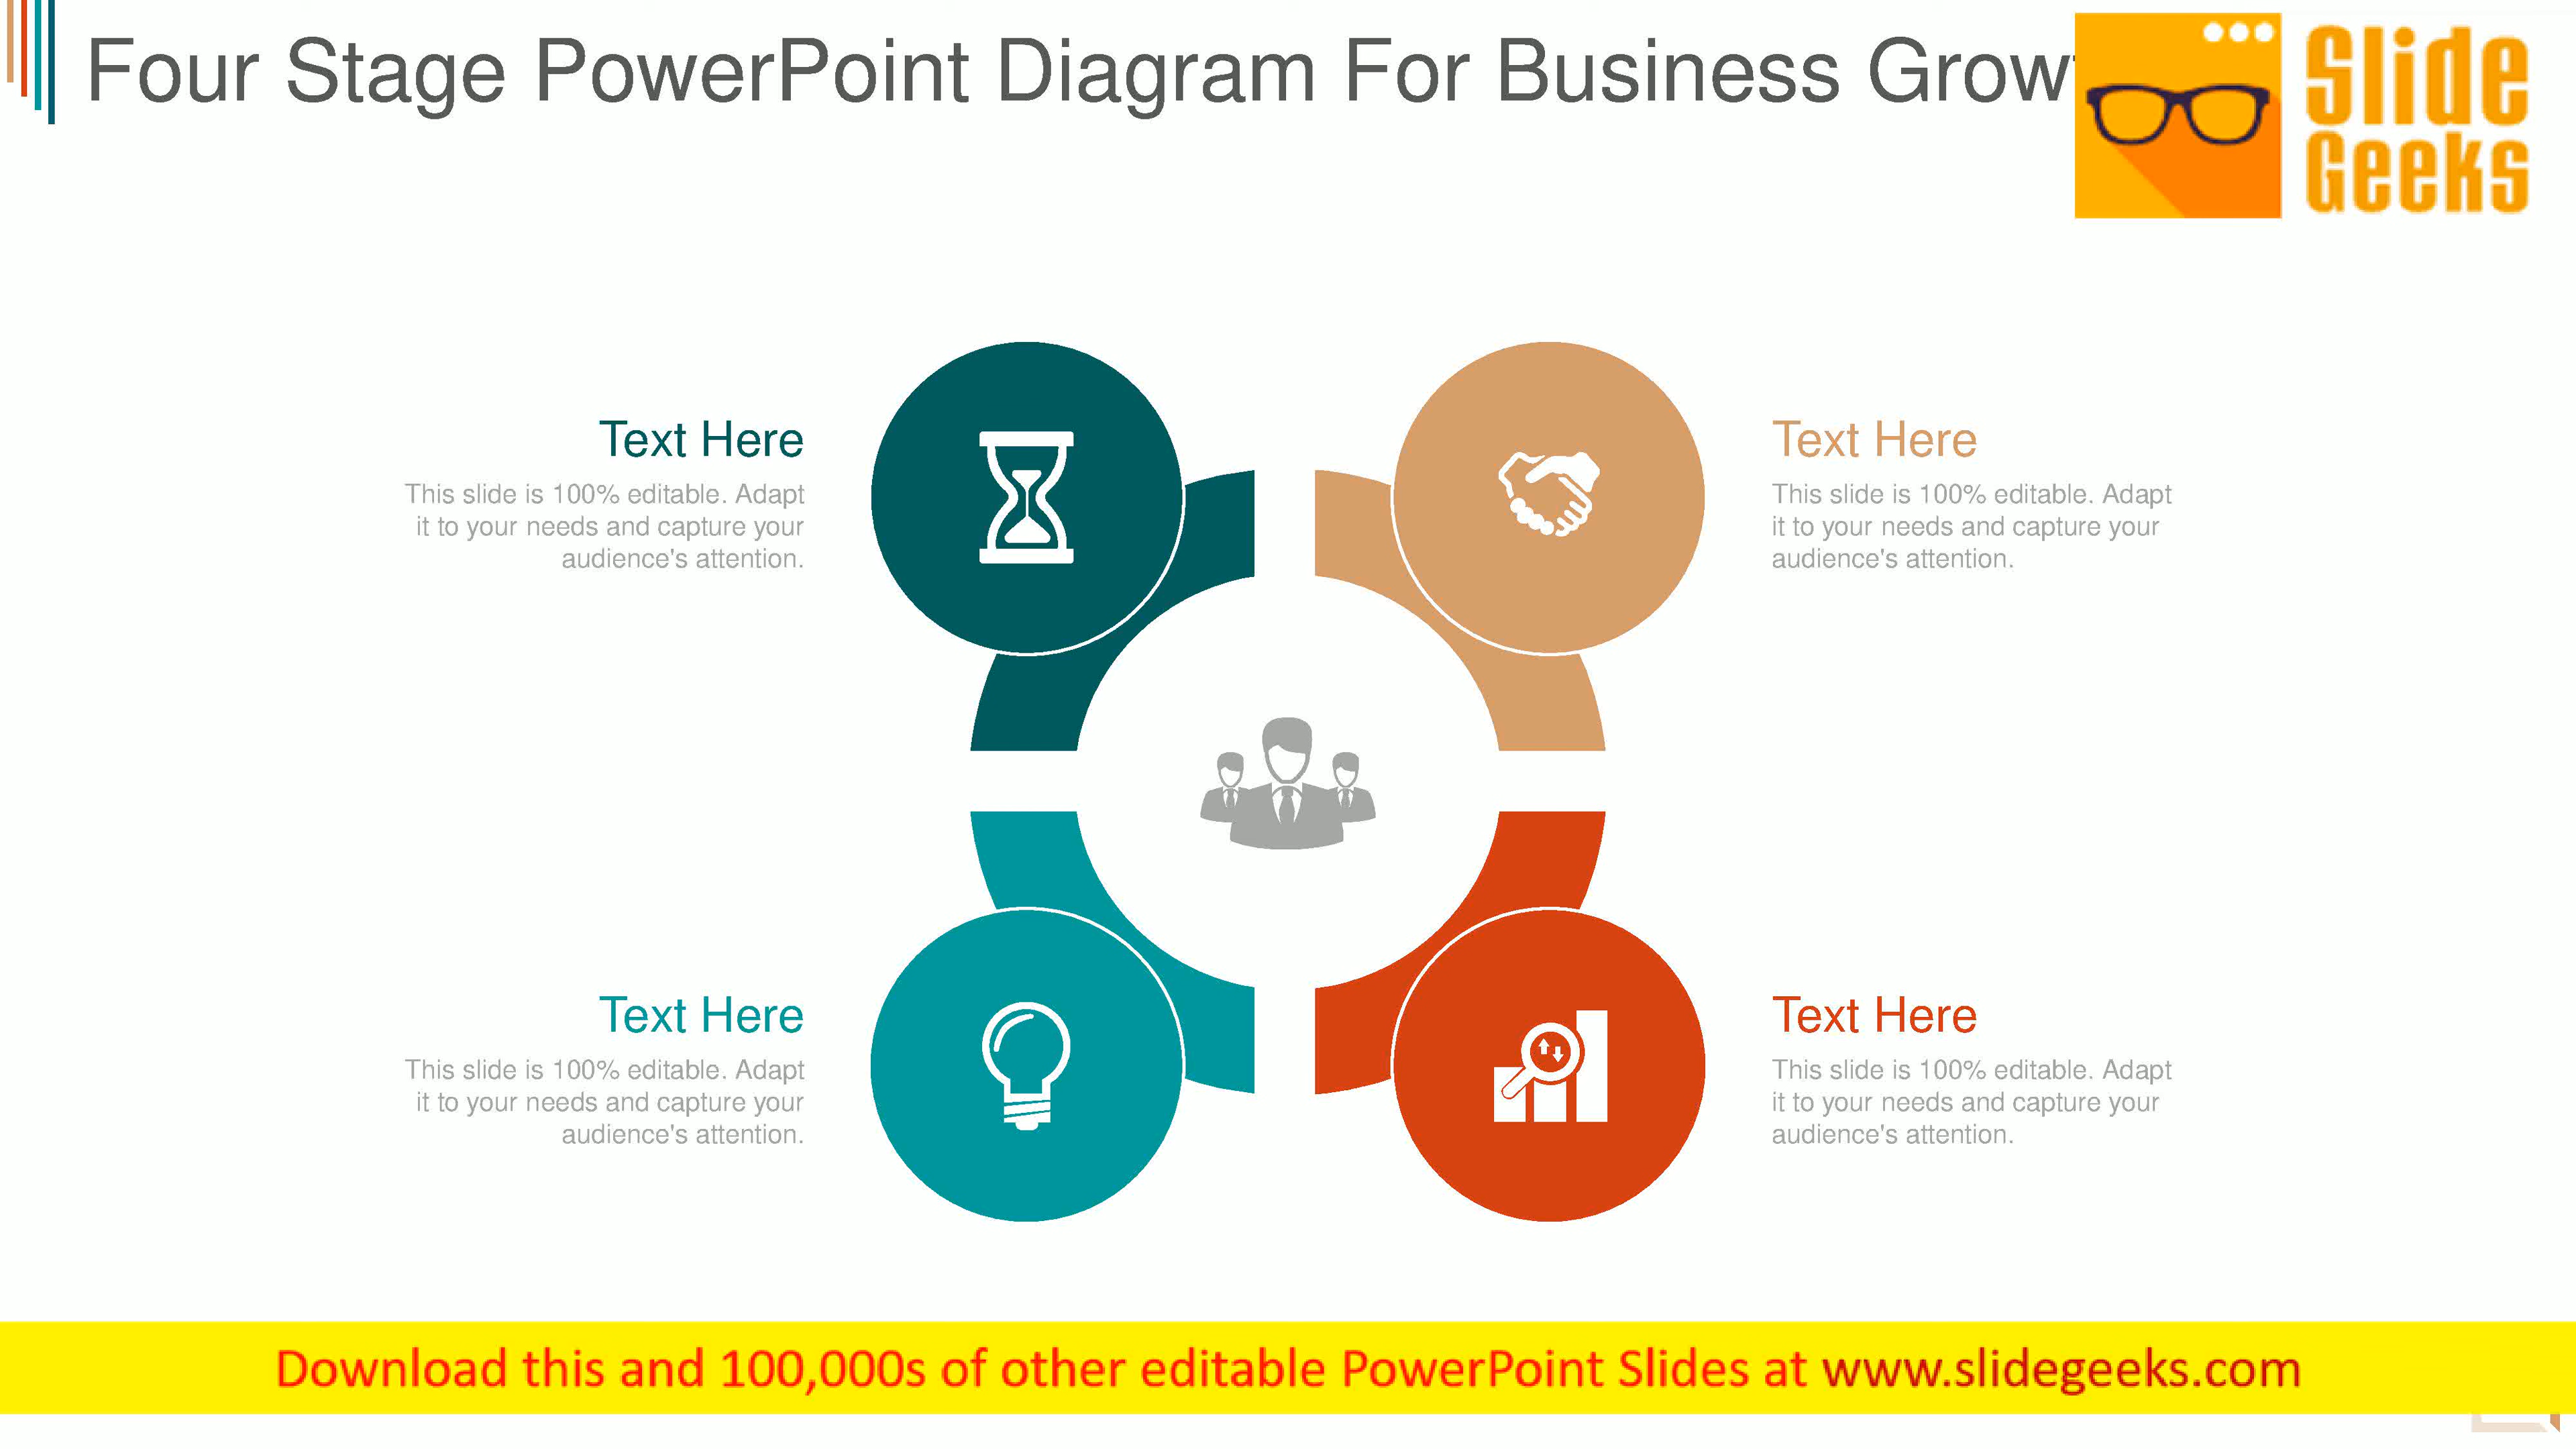 Four Stage PowerPoint Diagram For Business
Slide
Geeks
Text Here
This slide is 100% editable. Adapt
it to your needs and capture your
audience's attention.
Text Here
This slide is 100% editable. Adapt
it to your needs and capture your
audience's attention.
Text Here
This slide is 100% editable. Adapt
it to your needs and capture your
audience's attention.
Text Here
This slide is 100% editable. Adapt
it to your needs and capture your
audience's attention.
Download this and 100,000s of other editable PowerPoint Slides at www.slidegeeks.com